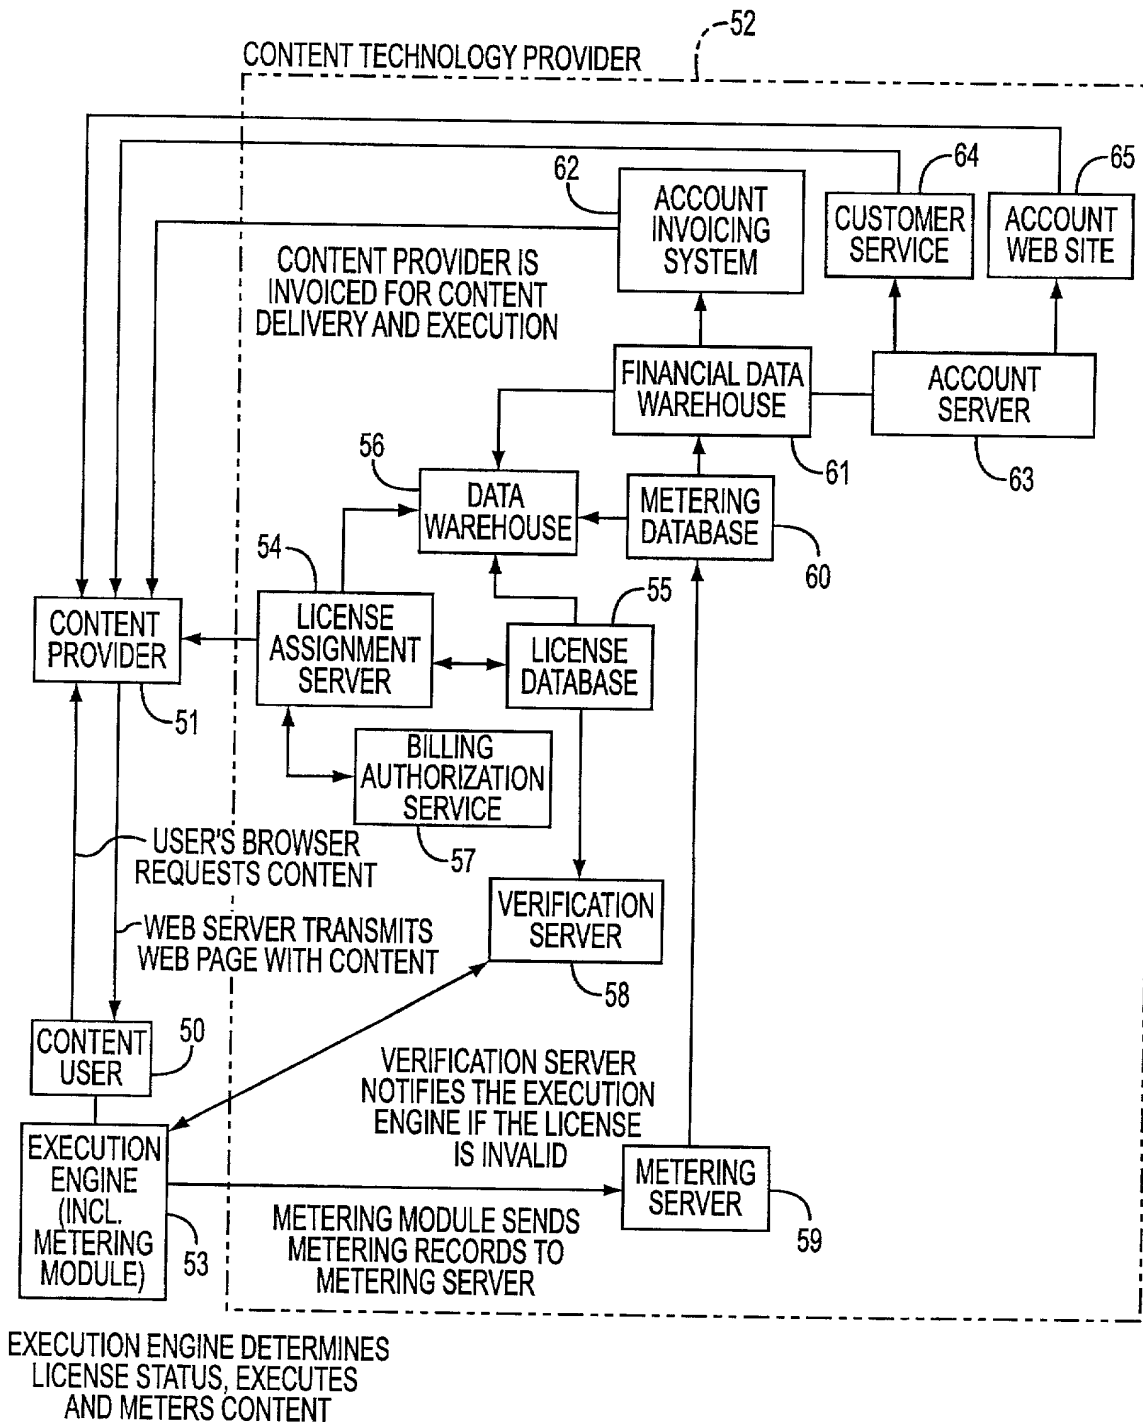 52
CONTENT TECHNOLOGY PROVIDER
62
64
65
ACCOUNT
INVOICING
SYSTEM
CUSTOMER
SERVICE
ACCOUNT
WEB SITE
CONTENT PROVIDER IS
INVOICED FOR CONTENT
DELIVERY AND EXECUTION
FINANCIAL DATA
WAREHOUSE
61
ACCOUNT
SERVER
63
56
DATA
WAREHOUSE
METERING
DATABASE
60
54
LICENSE
ASSIGNMENT
SERVER
55
LICENSE
DATABASE
CONTENT
PROVIDER
51
BILLING
AUTHORIZATION
SERVICE
57
USER'S BROWSER
REQUESTS CONTENT
VERIFICATION
SERVER
58
WEB SERVER TRANSMITS
WEB PAGE WITH CONTENT
CONTENT
USER
50
VERIFICATION SERVER
NOTIFIES THE EXECUTION
ENGINE IF THE LICENSE
IS INVALID
EXECUTION
ENGINE
(INCL.
METERING
MODULE)
53
METERING
SERVER
59
METERING MODULE SENDS
METERING RECORDS TO
METERING SERVER
EXECUTION ENGINE DETERMINES
LICENSE STATUS, EXECUTES
AND METERS CONTENT